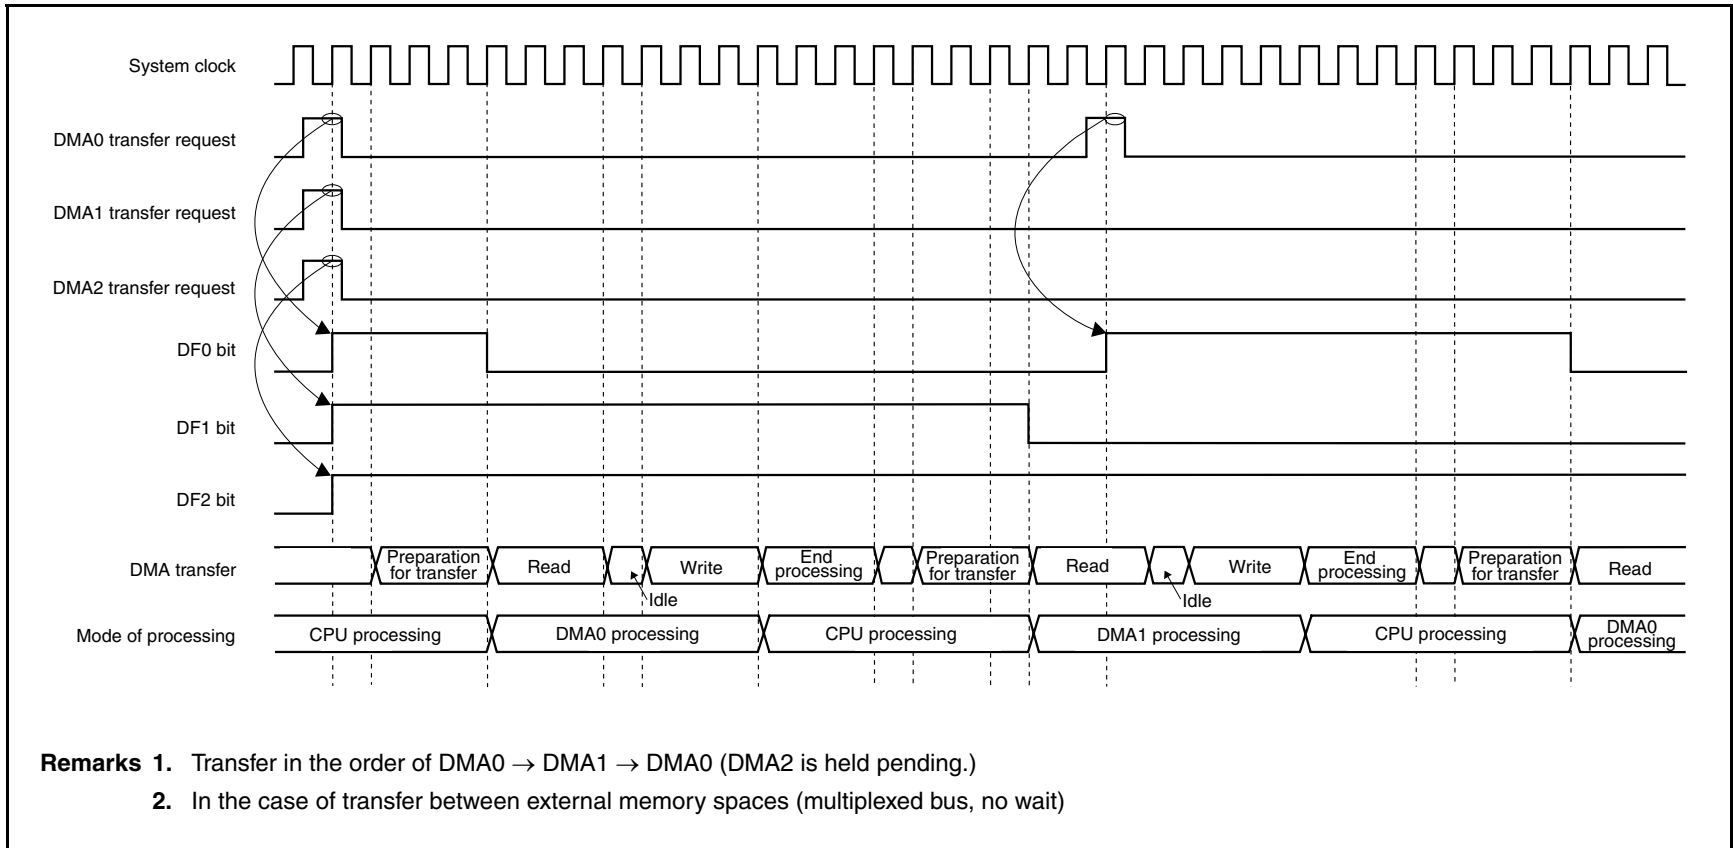 System clock
DMA0 transfer request
DMA1 transfer request
DMA2 transfer request
DF0 bit
DF1 bit
DF2 bit
DMA transfer
Preparation
for transfer
Read
Idle
Write
End
processing
Preparation
for transfer
Read
Idle
Write
End
processing
Preparation
for transfer
Read
Mode of processing
CPU processing
DMA0 processing
CPU processing
DMA1 processing
CPU processing
DMA0
processing
Remarks 1. Transfer in the order of DMA0 → DMA1 → DMA0 (DMA2 is held pending.)
2. In the case of transfer between external memory spaces (multiplexed bus, no wait)